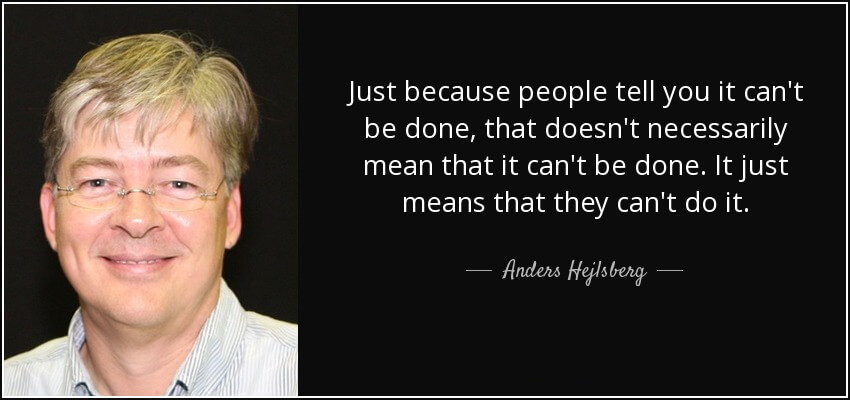 Just because people tell you it can't
be done, that doesn't necessarily
mean that it can't be done. It just
means that they can't do it.
Anders Hejlsberg